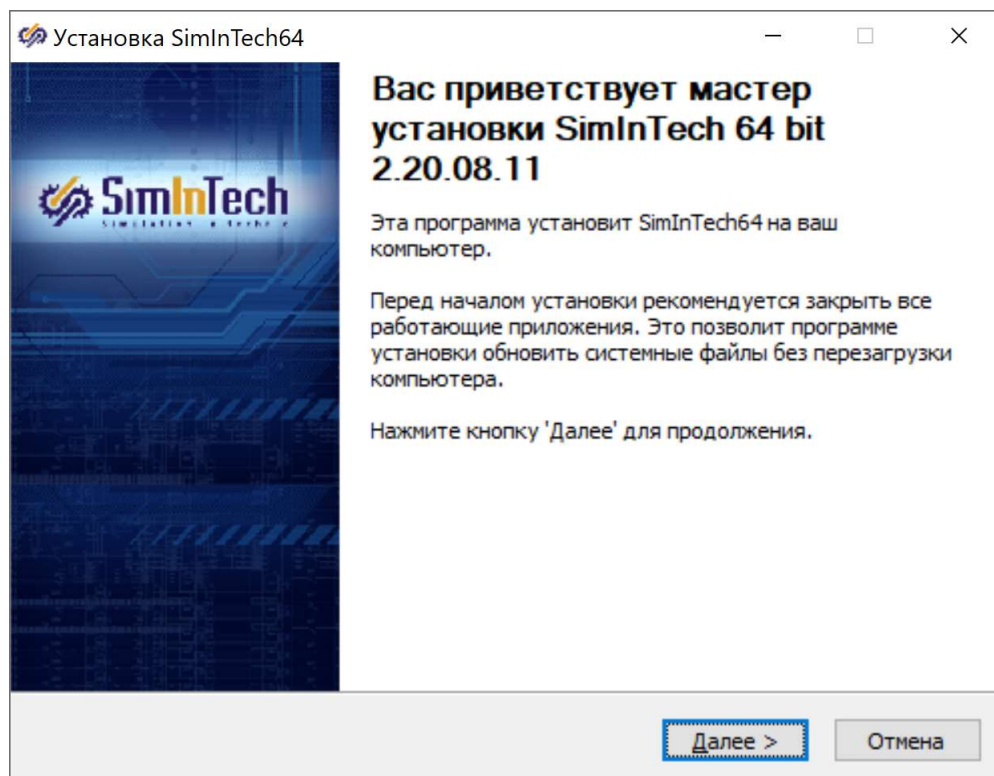 Установка SimInTech64
Вас приветствует мастер
установки SimInTech 64 bit
2.20.08.11
SimInTech
Эта программа установит SimInTech64 на ваш
компьютер.
Перед началом установки рекомендуется закрыть все
работающие приложения. Это позволит программе
установки обновить системные файлы без перезагрузки
компьютера.
Нажмите кнопку 'Далее' для продолжения.
Далее >
Отмена